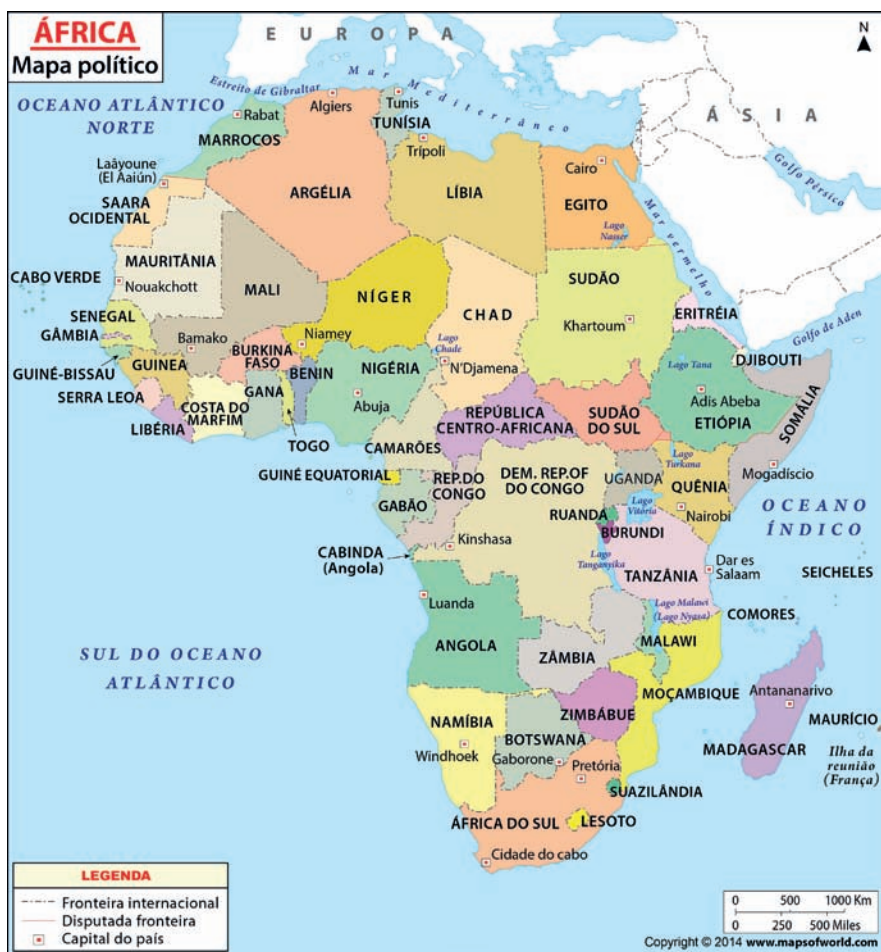 ÁFRICA
Mapa político
EUROPA
N
ÁSIA
OCEANO ATLÂNTICO
NORTE
Estreito de Gibraltar
Mar Mediterrâneo
Rabat
Algiers
Tunis
TUNÍSIA
MARROCOS
Trípoli
Laâyoune
(El Aaiún)
Cairo
Golfo Pérsico
SAARA
OCIDENTAL
ARGÉLIA
LÍBIA
EGITO
Lago
Nasser
Mar vermelho
MAURITÂNIA
CABO VERDE
Nouakchott
MALI
NÍGER
CHAD
SUDÃO
SENEGAL
GÂMBIA
Bamako
Niamey
Khartoum
ERITRÉIA
Golfo de Aden
BURKINA
FASO
Lago
Chade
N'Djamena
DJIBOUTI
GUINÉ-BISSAU
GUINEA
BENIN
NIGÉRIA
Lago Tana
SERRA LEOA
GANA
Abuja
Adis Abeba
ETIÓPIA
SOMÁLIA
COSTA DO
MARFIM
LIBÉRIA
TOGO
REPÚBLICA
CENTRO-AFRICANA
SUDÃO
DO SUL
CAMARÕES
GUINÉ EQUATORIAL
REP.DO
CONGO
DEM. REP.OF
DO CONGO
UGANDA
Lago
Turkana
QUÊNIA
Mogadíscio
GABÃO
Lago
Vitória
Nairobi
OCEANO
ÍNDICO
RUANDA
BURUNDI
CABINDA
(Angola)
Kinshasa
Lago
Tanganyika
TANZÂNIA
Dar es
Salaam
SEICHELES
Luanda
Lago Malawi
(Lago Nyasa)
COMORES
ANGOLA
ZÂMBIA
MALAWI
SUL DO OCEANO
ATLÂNTICO
MOÇAMBIQUE
Antananarivo
NAMÍBIA
ZIMBÁBUE
MAURÍCIO
Windhoek
BOTSWANA
Gaborone
Pretória
MADAGASCAR
Ilha da
reunião
(França)
SUAZILÂNDIA
ÁFRICA DO SUL
LESOTO
Cidade do cabo
LEGENDA
Fronteira internacional
Disputada fronteira
Capital do país
0 500 1000 Km
0 250 500 Miles
Copyright © 2014 www.mapsofworld.com